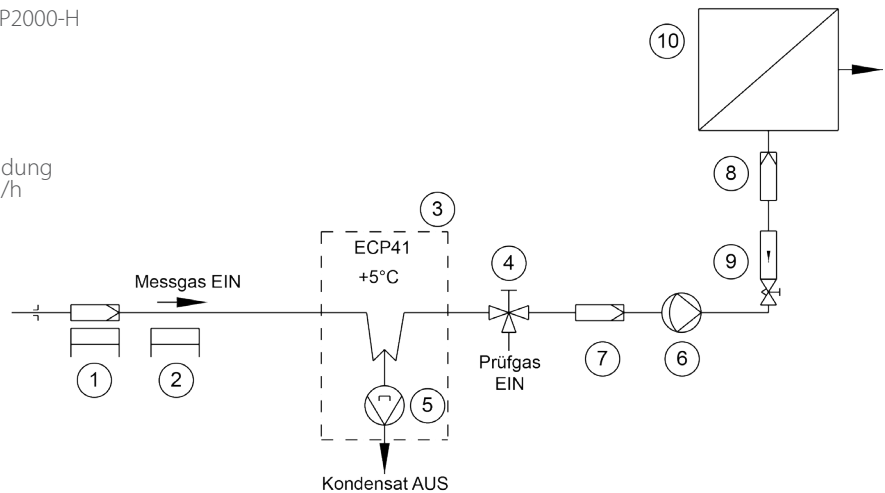 P2000-H
dung
/h
10
8
9
3
ECP41
+5°C
4
Messgas EIN
Prüfgas
EIN
1
2
5
7
6
Kondensat AUS